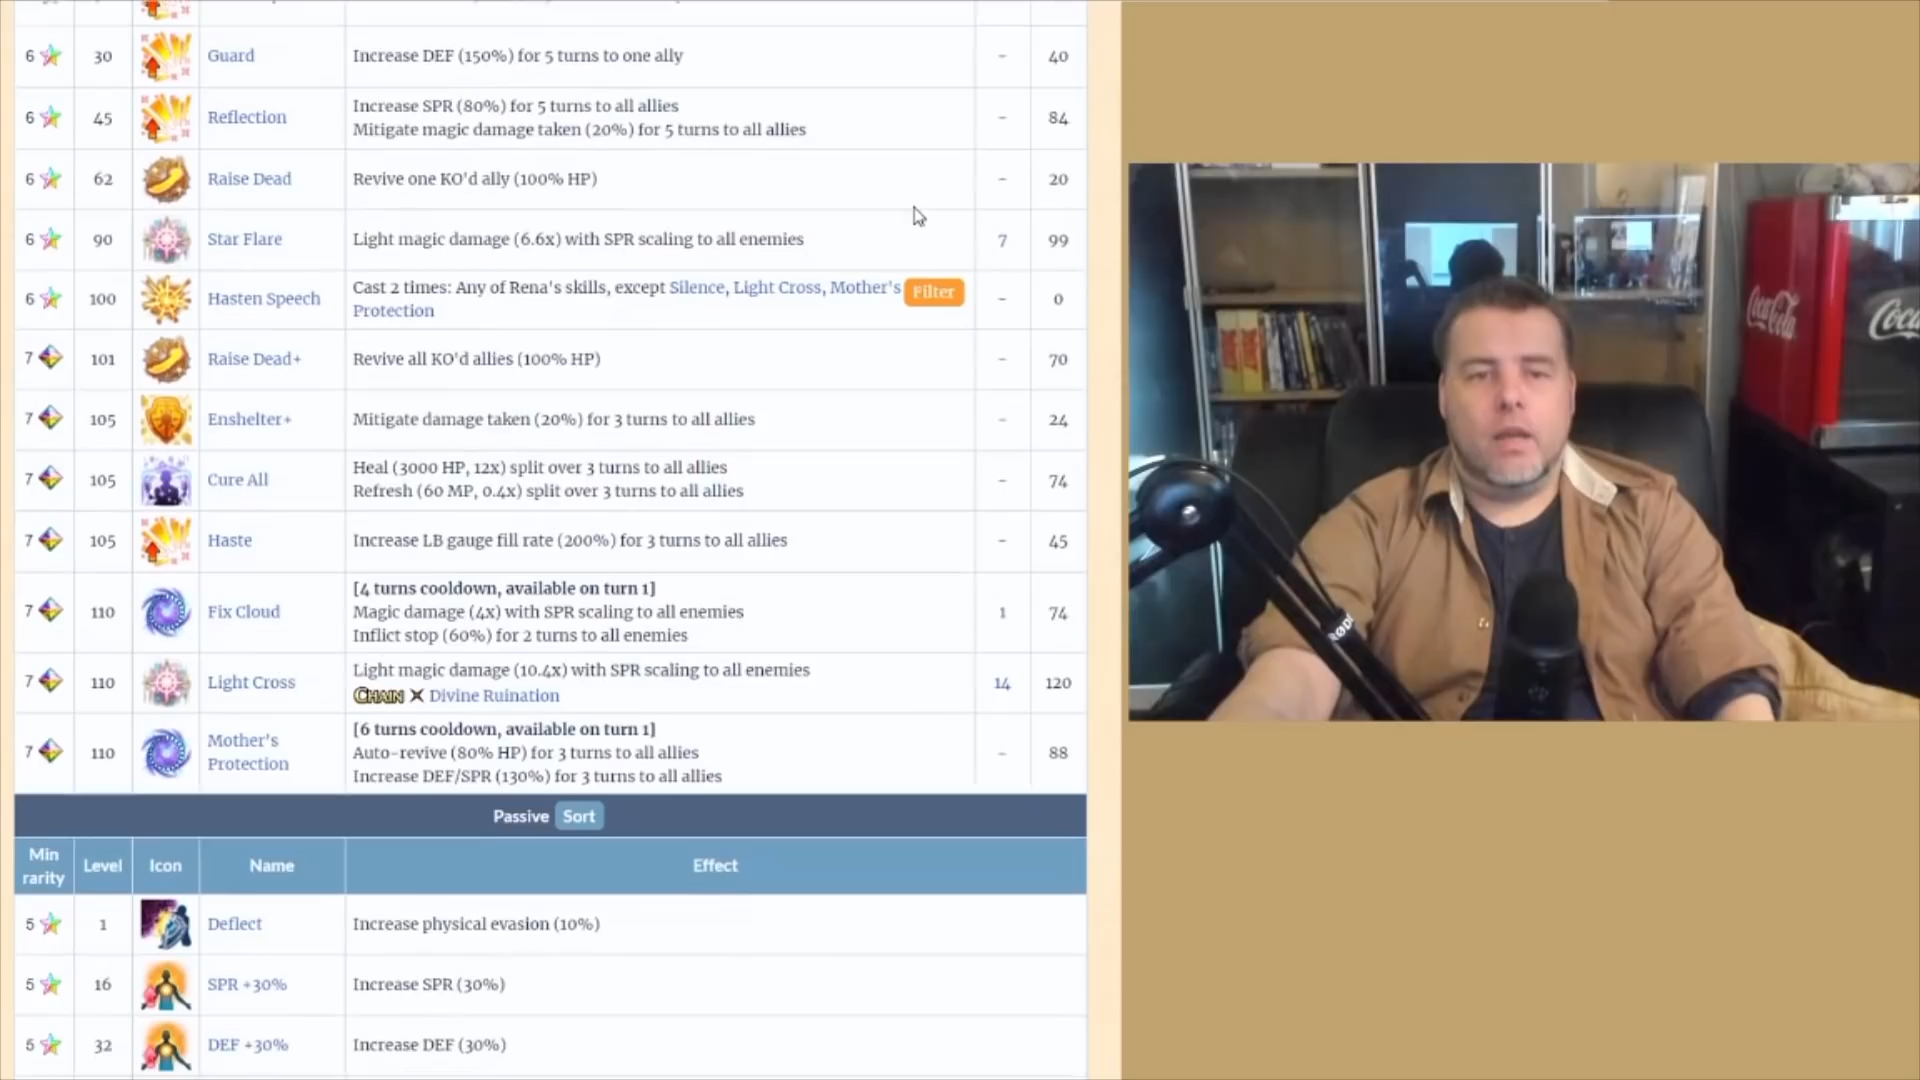 6 30 Guard Increase DEF (150%) for 5 turns to one ally - 40
6 45 Reflection Increase SPR (80%) for 5 turns to all allies - 84
Mitigate magic damage taken (20%) for 5 turns to all allies
6 62 Raise Dead Revive one KO'd ally (100% HP) - 20
6 90 Star Flare Light magic damage (6.6x) with SPR scaling to all enemies 7 99
6 100 Hasten Speech Cast 2 times: Any of Rena's skills, except Silence, Light Cross, Mother's Filter - 0
Protection
7 101 Raise Dead+ Revive all KO'd allies (100% HP) - 70
7 105 Enshelter+ Mitigate damage taken (20%) for 3 turns to all allies - 24
7 105 Cure All Heal (3000 HP, 12x) split over 3 turns to all allies - 74
Refresh (60 MP, 0.4x) split over 3 turns to all allies
7 105 Haste Increase LB gauge fill rate (200%) for 3 turns to all allies - 45
[4 turns cooldown, available on turn 1]
7 110 Fix Cloud Magic damage (4x) with SPR scaling to all enemies 1 74
Inflict stop (60%) for 2 turns to all enemies
7 110 Light Cross Light magic damage (10.4x) with SPR scaling to all enemies 14 120
CHAIN Divine Ruination
[6 turns cooldown, available on turn 1]
7 110 Mother's Protection Auto-revive (80% HP) for 3 turns to all allies - 88
Increase DEF/SPR (130%) for 3 turns to all allies
Passive Sort
Min rarity Level Icon Name Effect
5 1 Deflect Increase physical evasion (10%)
5 16 SPR +30% Increase SPR (30%)
5 32 DEF +30% Increase DEF (30%)
Coca-Cola
Coca
RØDE